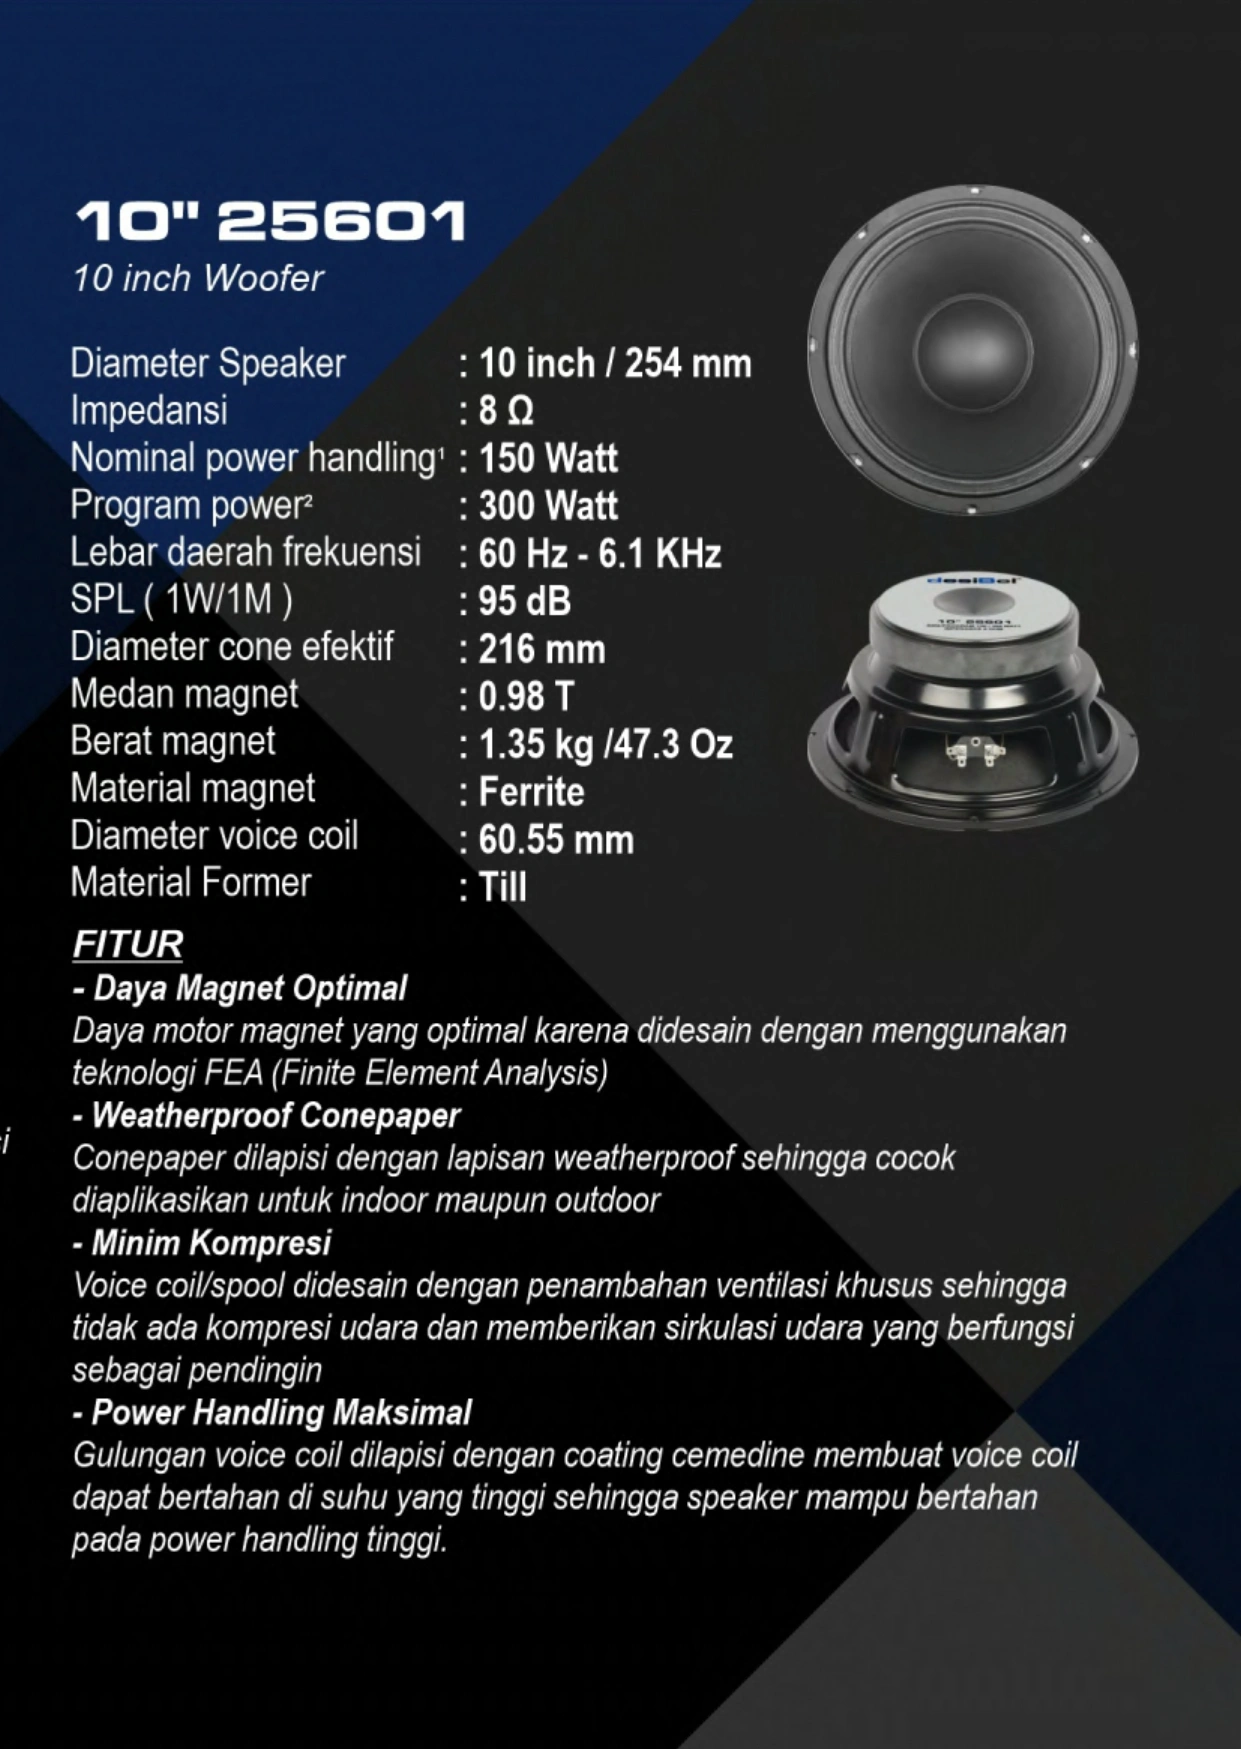 10" 25601
10 inch Woofer
Diameter Speaker : 10 inch / 254 mm
Impedansi : 8 Ω
Nominal power handling¹ : 150 Watt
Program power² : 300 Watt
Lebar daerah frekuensi : 60 Hz - 6.1 KHz
SPL ( 1W/1M ) : 95 dB
Diameter cone efektif : 216 mm
Medan magnet : 0.98 T
Berat magnet : 1.35 kg /47.3 Oz
Material magnet : Ferrite
Diameter voice coil : 60.55 mm
Material Former : Till
FITUR
- Daya Magnet Optimal
Daya motor magnet yang optimal karena didesain dengan menggunakan
teknologi FEA (Finite Element Analysis)
- Weatherproof Conepaper
Conepaper dilapisi dengan lapisan weatherproof sehingga cocok
diaplikasikan untuk indoor maupun outdoor
- Minim Kompresi
Voice coil/spool didesain dengan penambahan ventilasi khusus sehingga
tidak ada kompresi udara dan memberikan sirkulasi udara yang berfungsi
sebagai pendingin
- Power Handling Maksimal
Gulungan voice coil dilapisi dengan coating cemedine membuat voice coil
dapat bertahan di suhu yang tinggi sehingga speaker mampu bertahan
pada power handling tinggi.
10" 25601